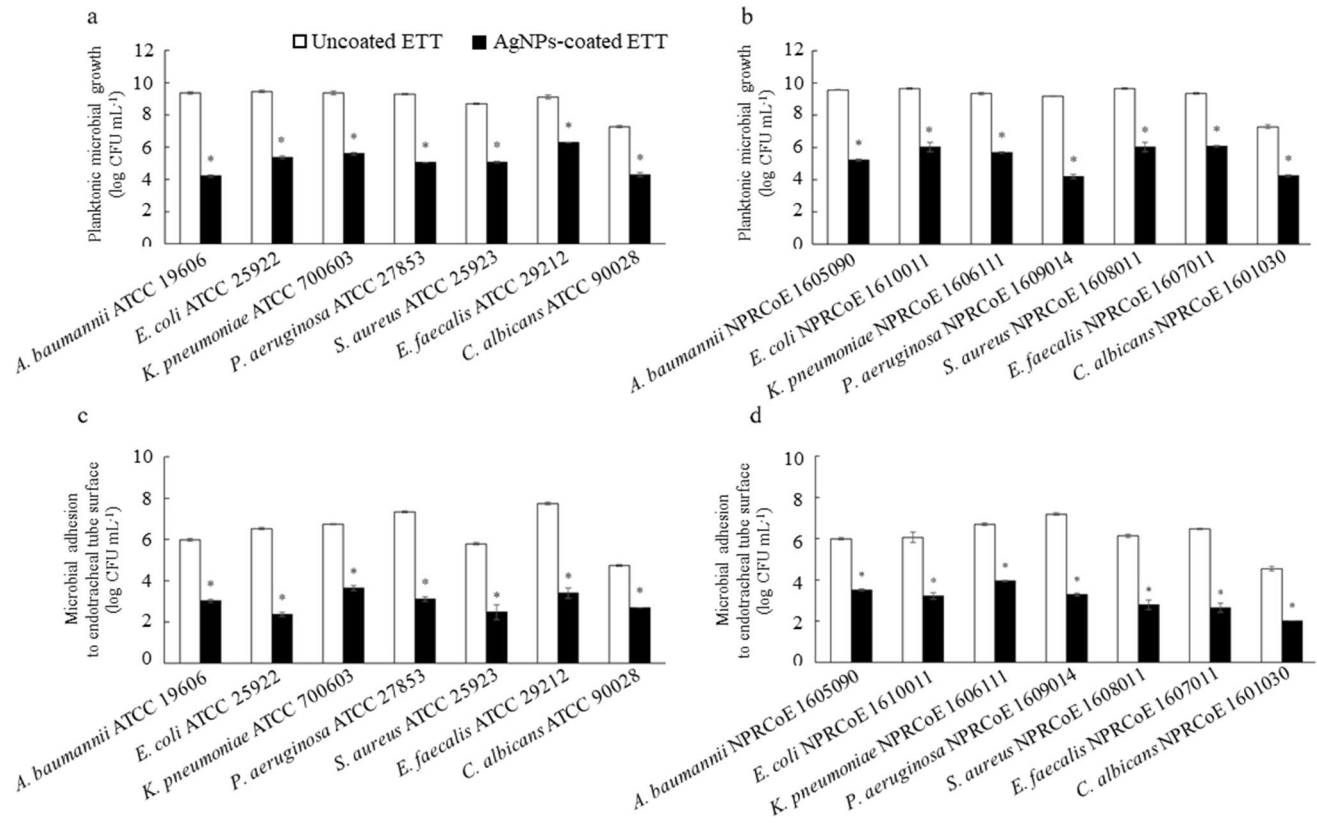 a
Uncoated ETT AgNPs-coated ETT
Planktonic microbial growth
(log CFU mL-1)
12
10
8
6
4
2
0
* * * * * * *
A. baumannii ATCC 19606
E. coli ATCC 25922
K. pneumoniae ATCC 700603
P. aeruginosa ATCC 27853
S. aureus ATCC 25923
E. faecalis ATCC 29212
C. albicans ATCC 90028
b
Planktonic microbial growth
(log CFU mL-1)
12
10
8
6
4
2
0
* * * * * * *
A. baumannii NPRCoE 1605090
E. coli NPRCoE 1610011
K. pneumoniae NPRCoE 1606111
P. aeruginosa NPRCoE 1609014
S. aureus NPRCoE 1608011
E. faecalis NPRCoE 1607011
C. albicans NPRCoE 1601030
c
Microbial adhesion
to endotracheal tube surface
(log CFU mL-1)
10
8
6
4
2
0
* * * * * * *
A. baumannii ATCC 19606
E. coli ATCC 25922
K. pneumoniae ATCC 700603
P. aeruginosa ATCC 27853
S. aureus ATCC 25923
E. faecalis ATCC 29212
C. albicans ATCC 90028
d
Microbial adhesion
to endotracheal tube surface
(log CFU mL-1)
10
8
6
4
2
0
* * * * * * *
A. baumannii NPRCoE 1605090
E. coli NPRCoE 1610011
K. pneumoniae NPRCoE 1606111
P. aeruginosa NPRCoE 1609014
S. aureus NPRCoE 1608011
E. faecalis NPRCoE 1607011
C. albicans NPRCoE 1601030